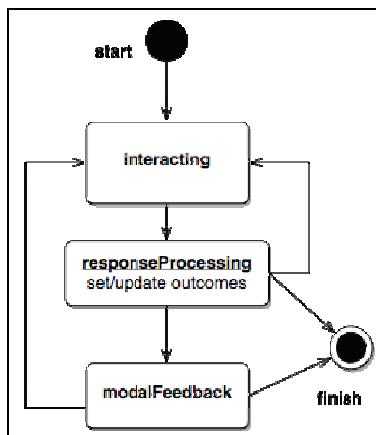 start
interacting
responseProcessing
set/update outcomes
modalFeedback
finish